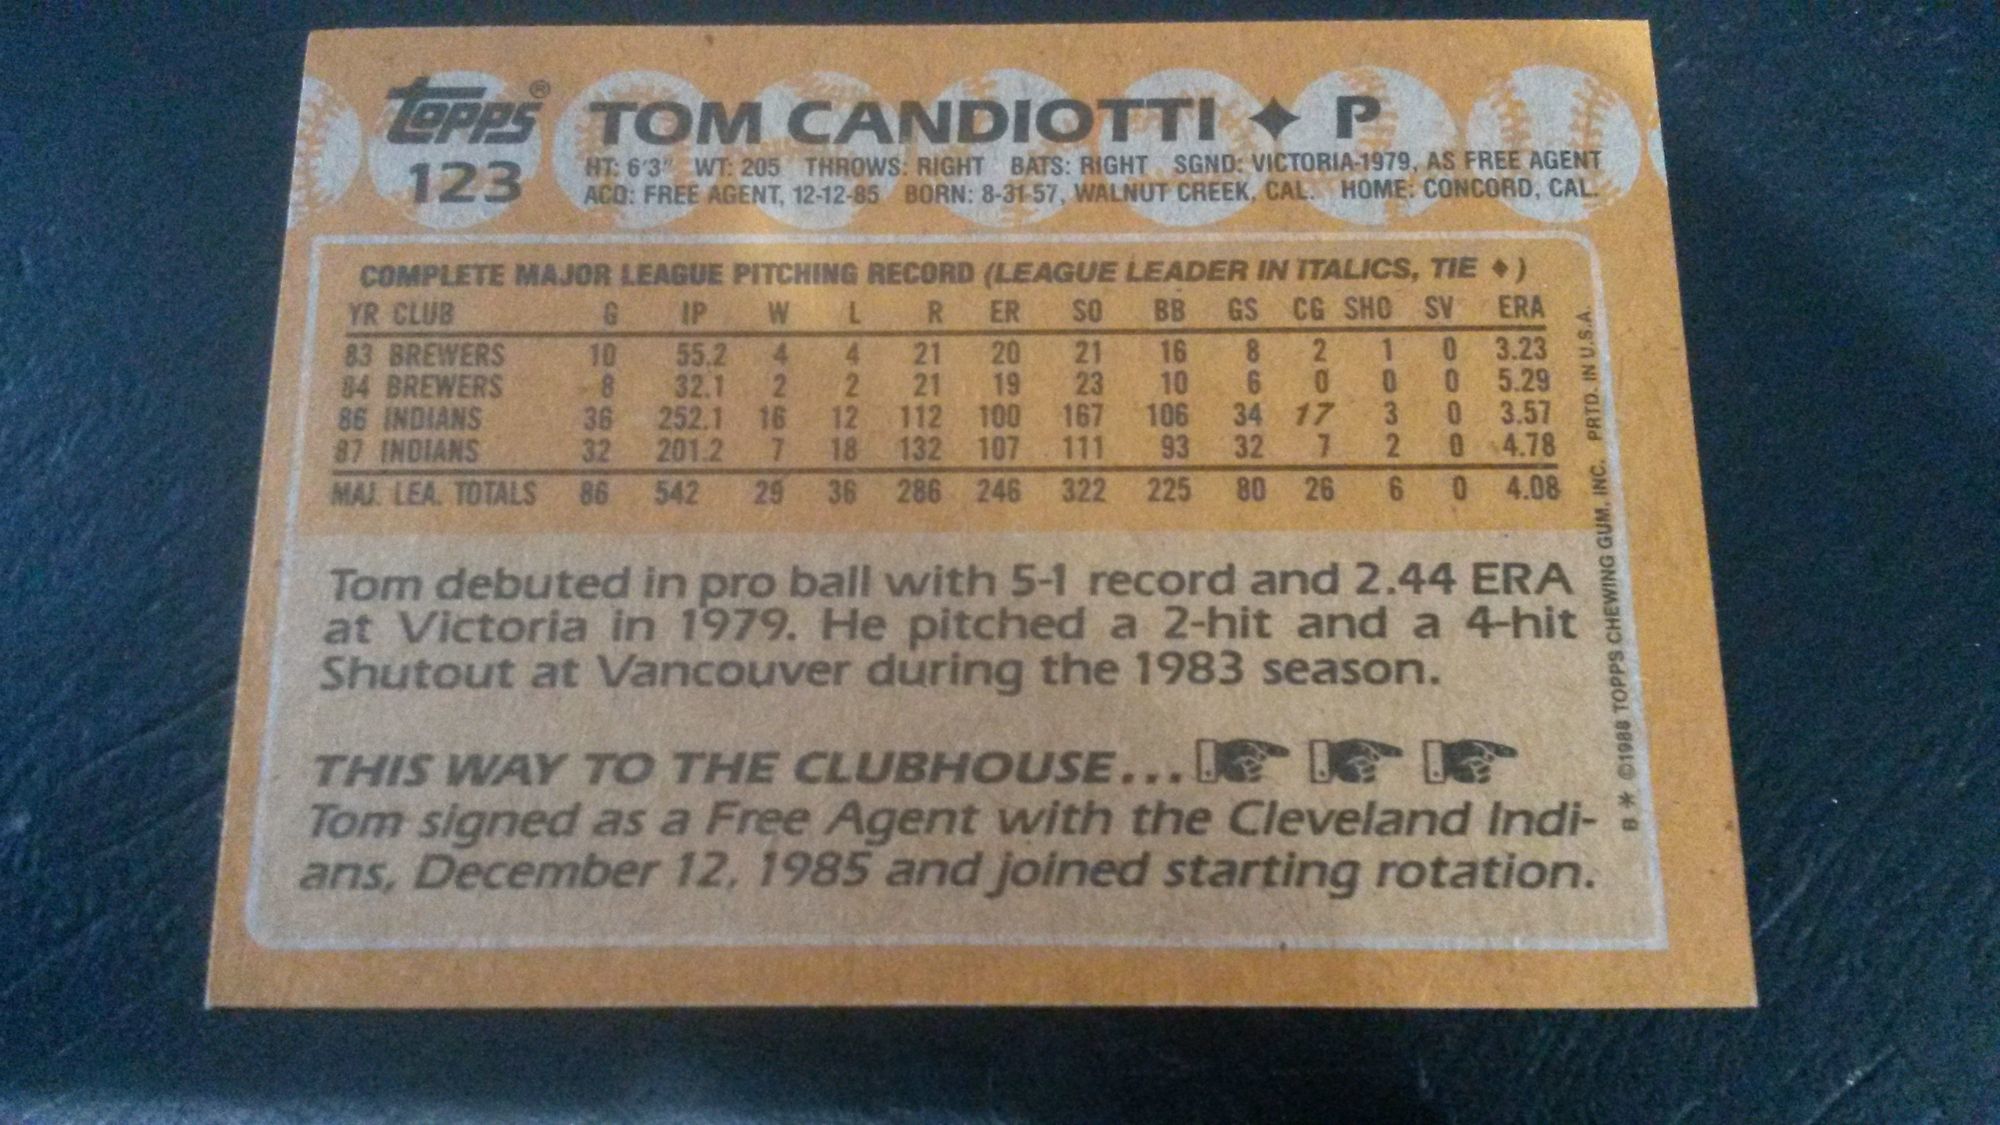 Topps®
123
TOM CANDIOTTI ♦ P
HT: 6'3" WT: 205 THROWS: RIGHT BATS: RIGHT SGND: VICTORIA-1979, AS FREE AGENT
ACQ: FREE AGENT, 12-12-85 BORN: 8-31-57, WALNUT CREEK, CAL. HOME: CONCORD, CAL.
COMPLETE MAJOR LEAGUE PITCHING RECORD (LEAGUE LEADER IN ITALICS, TIE ♦)
YR CLUB G IP W L R ER SO BB GS CG SHO SV ERA
83 BREWERS 10 55.2 4 4 21 20 21 16 8 2 1 0 3.23
84 BREWERS 8 32.1 2 2 21 19 23 10 6 0 0 0 5.29
86 INDIANS 36 252.1 16 12 112 100 167 106 34 17 3 0 3.57
87 INDIANS 32 201.2 7 18 132 107 111 93 32 7 2 0 4.78
MAJ. LEA. TOTALS 86 542 29 36 286 246 322 225 80 26 6 0 4.08
Tom debuted in pro ball with 5-1 record and 2.44 ERA
at Victoria in 1979. He pitched a 2-hit and a 4-hit
Shutout at Vancouver during the 1983 season.
THIS WAY TO THE CLUBHOUSE...
Tom signed as a Free Agent with the Cleveland Indi-
ans, December 12, 1985 and joined starting rotation.
B * ©1988 TOPPS CHEWING GUM, INC. PRTD. IN U.S.A.